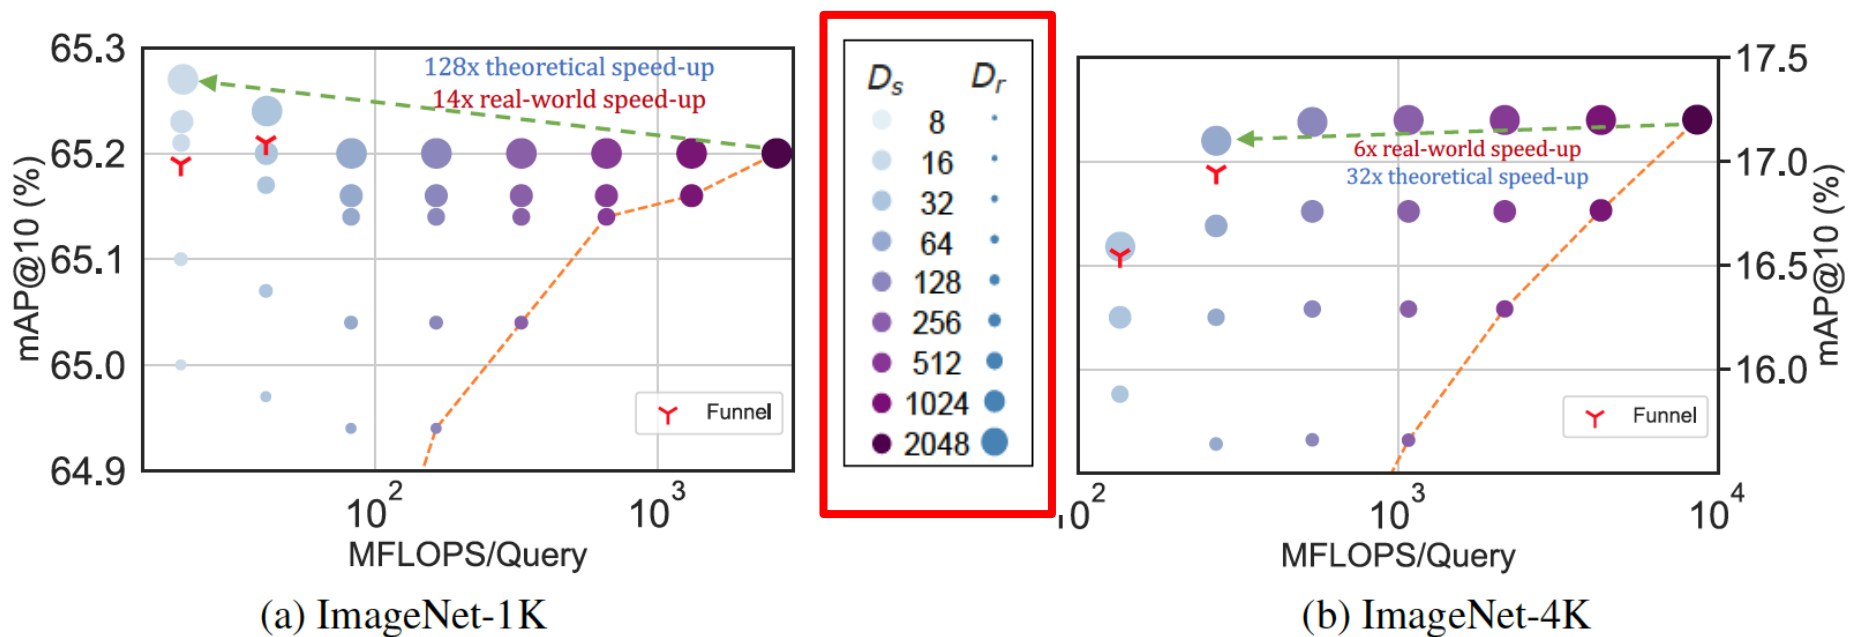 65.3
65.2
65.1
65.0
64.9
mAP@10 (%)
128x theoretical speed-up
14x real-world speed-up
Funnel
10^2
10^3
MFLOPS/Query
(a) ImageNet-1K
D_s D_r
8
16
32
64
128
256
512
1024
2048
17.5
17.0
16.5
16.0
mAP@10 (%)
6x real-world speed-up
32x theoretical speed-up
Funnel
10^2
10^3
10^4
MFLOPS/Query
(b) ImageNet-4K